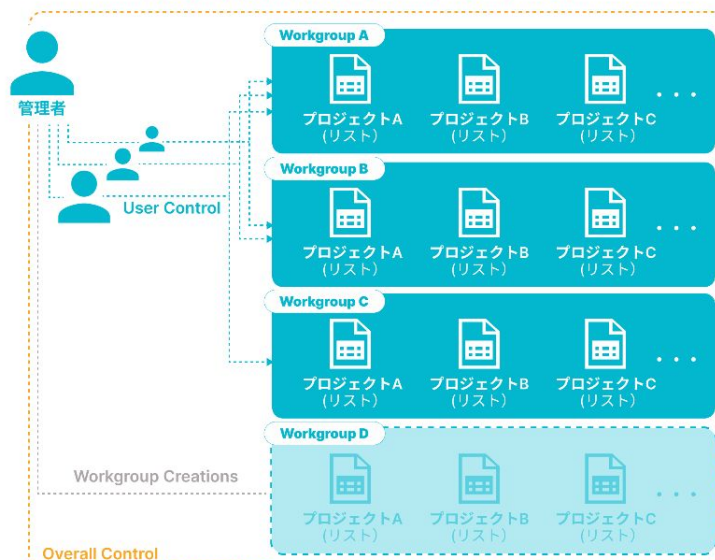 Workgroup A
管理者
プロジェクトA
(リスト)
プロジェクトB
(リスト)
プロジェクトC
(リスト)
...
User Control
Workgroup B
プロジェクトA
(リスト)
プロジェクトB
(リスト)
プロジェクトC
(リスト)
...
Workgroup C
プロジェクトA
(リスト)
プロジェクトB
(リスト)
プロジェクトC
(リスト)
...
Workgroup D
プロジェクトA
(リスト)
プロジェクトB
(リスト)
プロジェクトC
(リスト)
...
Workgroup Creations
Overall Control